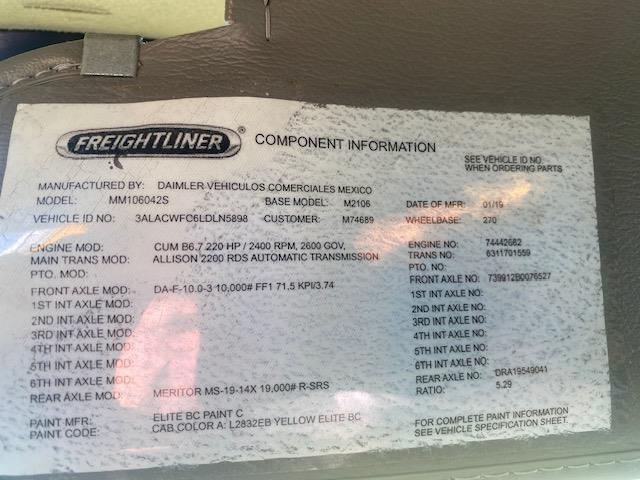 FREIGHTLINER® COMPONENT INFORMATION
SEE VEHICLE ID NO.
WHEN ORDERING PARTS
MANUFACTURED BY: DAIMLER VEHICULOS COMERCIALES MEXICO
MODEL: MM106042S BASE MODEL: M2106 DATE OF MFR: 01/19
VEHICLE ID NO: 3ALACWFC6LDLN5898 CUSTOMER: M74689 WHEELBASE: 270
ENGINE MOD: CUM B6.7 220 HP / 2400 RPM, 2600 GOV, ENGINE NO: 74442662
MAIN TRANS MOD: ALLISON 2200 RDS AUTOMATIC TRANSMISSION TRANS NO: 6311701559
PTO. MOD: PTO. NO:
FRONT AXLE MOD: DA-F-10.0-3 10,000# FF1 71.5 KPI/3.74 FRONT AXLE NO: 739912B0076527
1ST INT AXLE MOD: 1ST INT AXLE NO:
2ND INT AXLE MOD: 2ND INT AXLE NO:
3RD INT AXLE MOD: 3RD INT AXLE NO:
4TH INT AXLE MOD: 4TH INT AXLE NO:
5TH INT AXLE MOD: 5TH INT AXLE NO:
6TH INT AXLE MOD: 6TH INT AXLE NO:
REAR AXLE MOD: MERITOR MS-19-14X 19,000# R-SRS REAR AXLE NO: DRA19549041
RATIO: 5.29
PAINT MFR: ELITE BC PAINT C
PAINT CODE: CAB COLOR A: L2832EB YELLOW ELITE BC
FOR COMPLETE PAINT INFORMATION
SEE VEHICLE SPECIFICATION SHEET.